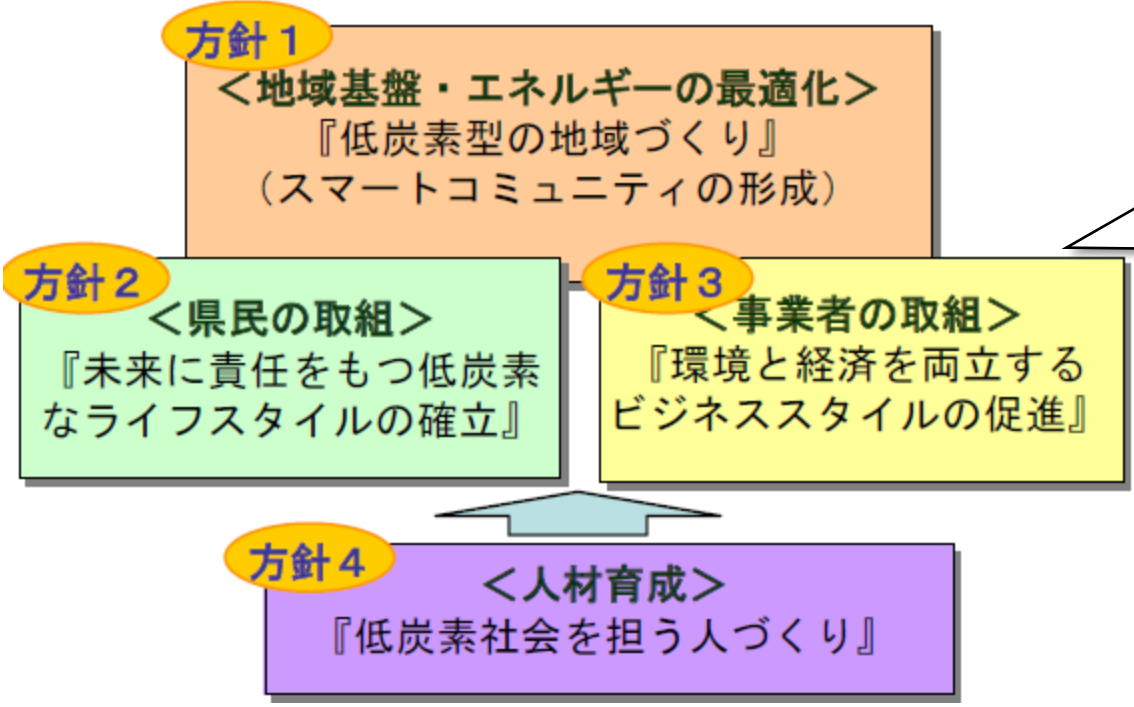 方針１
＜地域基盤・エネルギーの最適化＞
『低炭素型の地域づくり』
（スマートコミュニティの形成）
方針２
＜県民の取組＞
『未来に責任をもつ低炭素
なライフスタイルの確立』
方針３
＜事業者の取組＞
『環境と経済を両立する
ビジネススタイルの促進』
方針４
＜人材育成＞
『低炭素社会を担う人づくり』